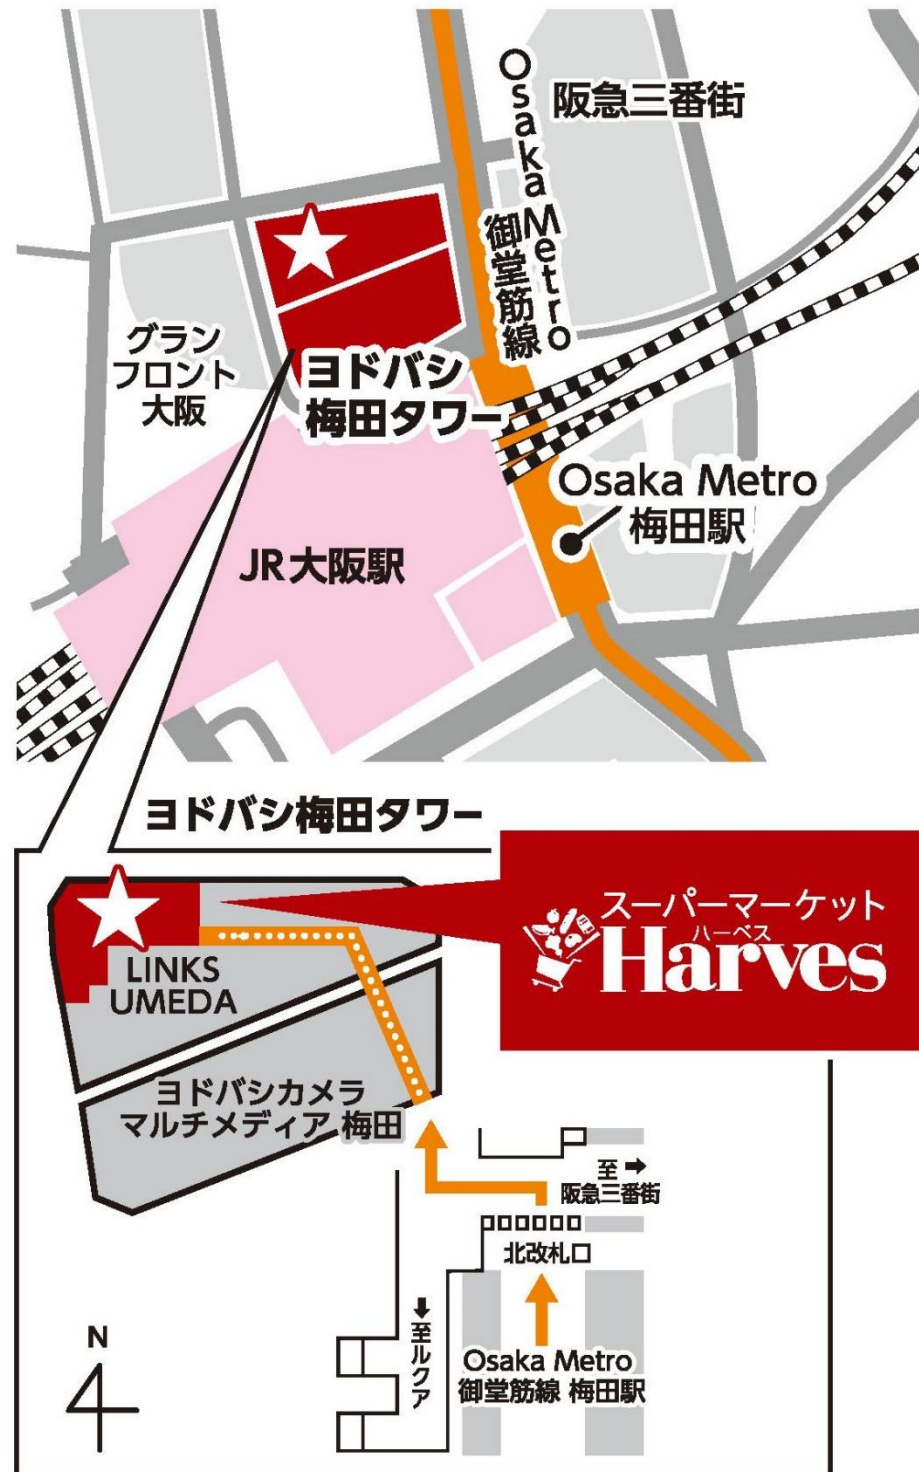 阪急三番街
Osaka Metro
御堂筋線
グラン
フロント
大阪
ヨドバシ
梅田タワー
Osaka Metro
梅田駅
JR大阪駅
ヨドバシ梅田タワー
スーパーマーケット
ハーベス
Harves
LINKS
UMEDA
ヨドバシカメラ
マルチメディア 梅田
至➡
阪急三番街
北改札口
⬇至ルクア
Osaka Metro
御堂筋線 梅田駅
N